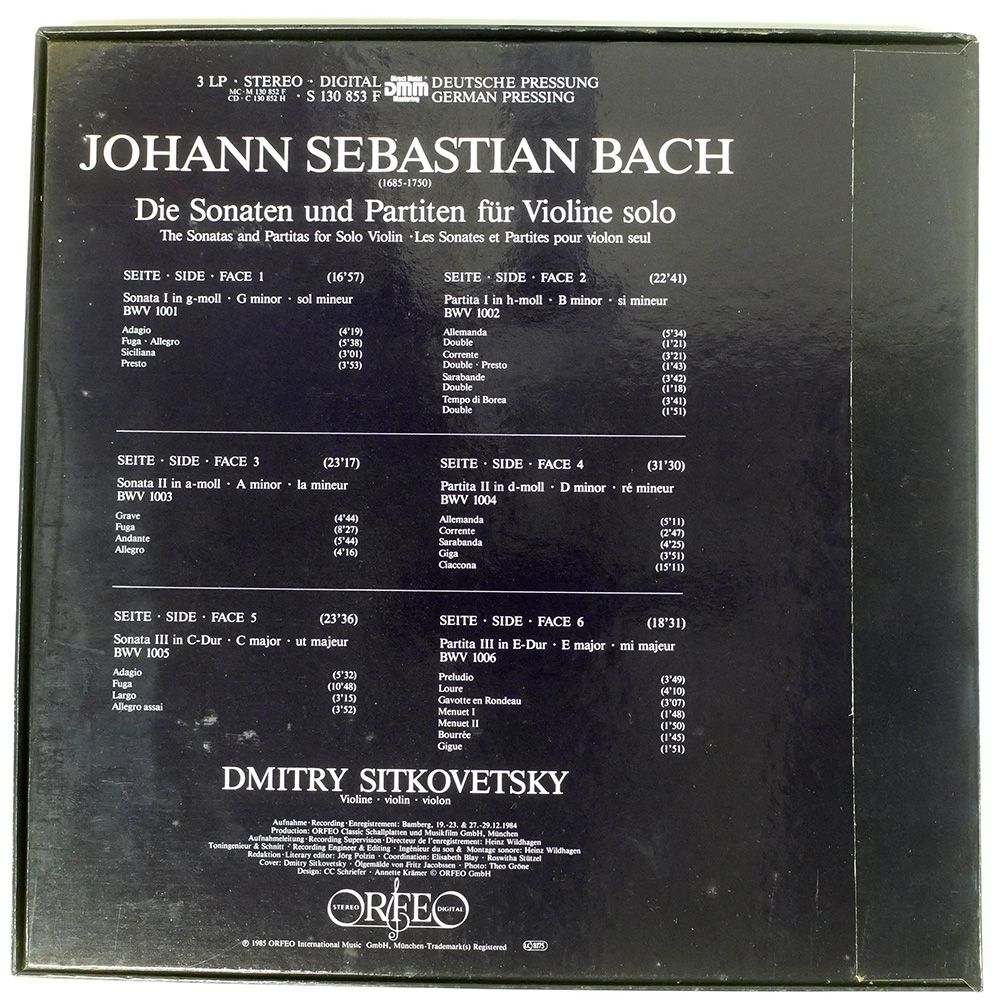 3 LP · STEREO · DIGITAL Direct Metal DMM Mastering DEUTSCHE PRESSUNG
MC · M 130 852 F
CD · C 130 852 H · S 130 853 F GERMAN PRESSING
JOHANN SEBASTIAN BACH
(1685-1750)
Die Sonaten und Partiten für Violine solo
The Sonatas and Partitas for Solo Violin · Les Sonates et Partites pour violon seul
SEITE · SIDE · FACE 1 (16'57)
Sonata I in g-moll · G minor · sol mineur
BWV 1001
Adagio (4'19)
Fuga · Allegro (5'38)
Siciliana (3'01)
Presto (3'53)
SEITE · SIDE · FACE 2 (22'41)
Partita I in h-moll · B minor · si mineur
BWV 1002
Allemanda (5'34)
Double (1'21)
Corrente (3'21)
Double · Presto (1'43)
Sarabande (3'42)
Double (1'18)
Tempo di Borea (3'41)
Double (1'51)
SEITE · SIDE · FACE 3 (23'17)
Sonata II in a-moll · A minor · la mineur
BWV 1003
Grave (4'44)
Fuga (8'27)
Andante (5'44)
Allegro (4'16)
SEITE · SIDE · FACE 4 (31'30)
Partita II in d-moll · D minor · ré mineur
BWV 1004
Allemanda (5'11)
Corrente (2'47)
Sarabanda (4'25)
Giga (3'51)
Ciaccona (15'11)
SEITE · SIDE · FACE 5 (23'36)
Sonata III in C-Dur · C major · ut majeur
BWV 1005
Adagio (5'32)
Fuga (10'48)
Largo (3'15)
Allegro assai (3'52)
SEITE · SIDE · FACE 6 (18'31)
Partita III in E-Dur · E major · mi majeur
BWV 1006
Preludio (3'49)
Loure (4'10)
Gavotte en Rondeau (3'07)
Menuet I (1'48)
Menuet II (1'50)
Bourrée (1'45)
Gigue (1'51)
DMITRY SITKOVETSKY
Violine · violin · violon
Aufnahme · Recording · Enregistrement: Bamberg, 19.-23. & 27.-29.12.1984
Production: ORFEO Classic Schallplatten und Musikfilm GmbH, München
Aufnahmeleitung · Recording Supervision · Directeur de l'enregistrement: Heinz Wildhagen
Toningenieur & Schnitt · Recording Engineer & Editing · Ingénieur du son & Montage sonore: Heinz Wildhagen
Redaktion · Literary editor: Jörg Polzin · Coordination: Elisabeth Blay · Roswitha Stützel
Cover: Dmitry Sitkovetsky · Ölgemälde von Fritz Jacobssen · Photo: Theo Gröne
Design: CC Schriefer · Annette Krämer © ORFEO GmbH
STEREO ORFEO DIGITAL
℗ 1985 ORFEO International Music GmbH, München-Trademark(s) Registered LC 8175